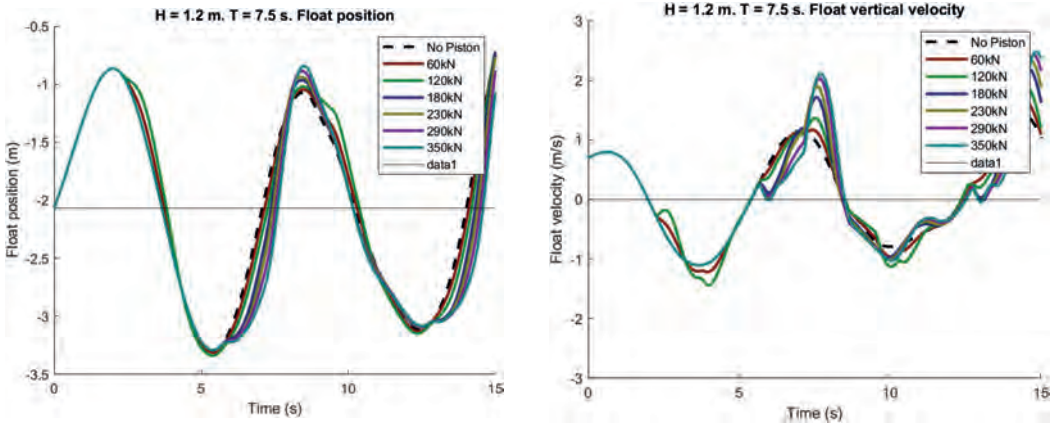 H = 1.2 m. T = 7.5 s. Float position
-0.5
-1
-1.5
-2
-2.5
-3
-3.5
Float position (m)
0
5
10
15
Time (s)
No Piston
60kN
120kN
180kN
230kN
290kN
350kN
data1
H = 1.2 m. T = 7.5 s. Float vertical velocity
3
2
1
0
-1
-2
-3
Float velocity (m/s)
0
5
10
15
Time (s)
No Piston
60kN
120kN
180kN
230kN
290kN
350kN
data1